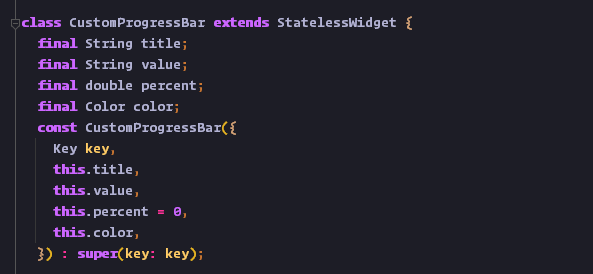 class CustomProgressBar extends StatelessWidget {
  final String title;
  final String value;
  final double percent;
  final Color color;
  const CustomProgressBar({
    Key key,
    this.title,
    this.value,
    this.percent = 0,
    this.color,
  }) : super(key: key);